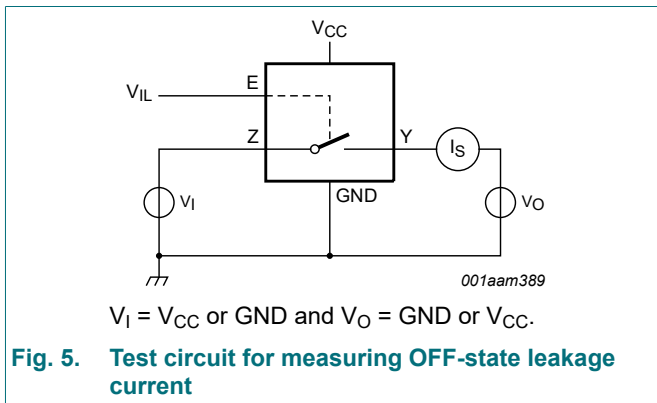 VCC
E
VIL
Z
Y
IS
GND
VI
VO
001aam389
VI = VCC or GND and VO = GND or VCC.
Fig. 5. Test circuit for measuring OFF-state leakage
current